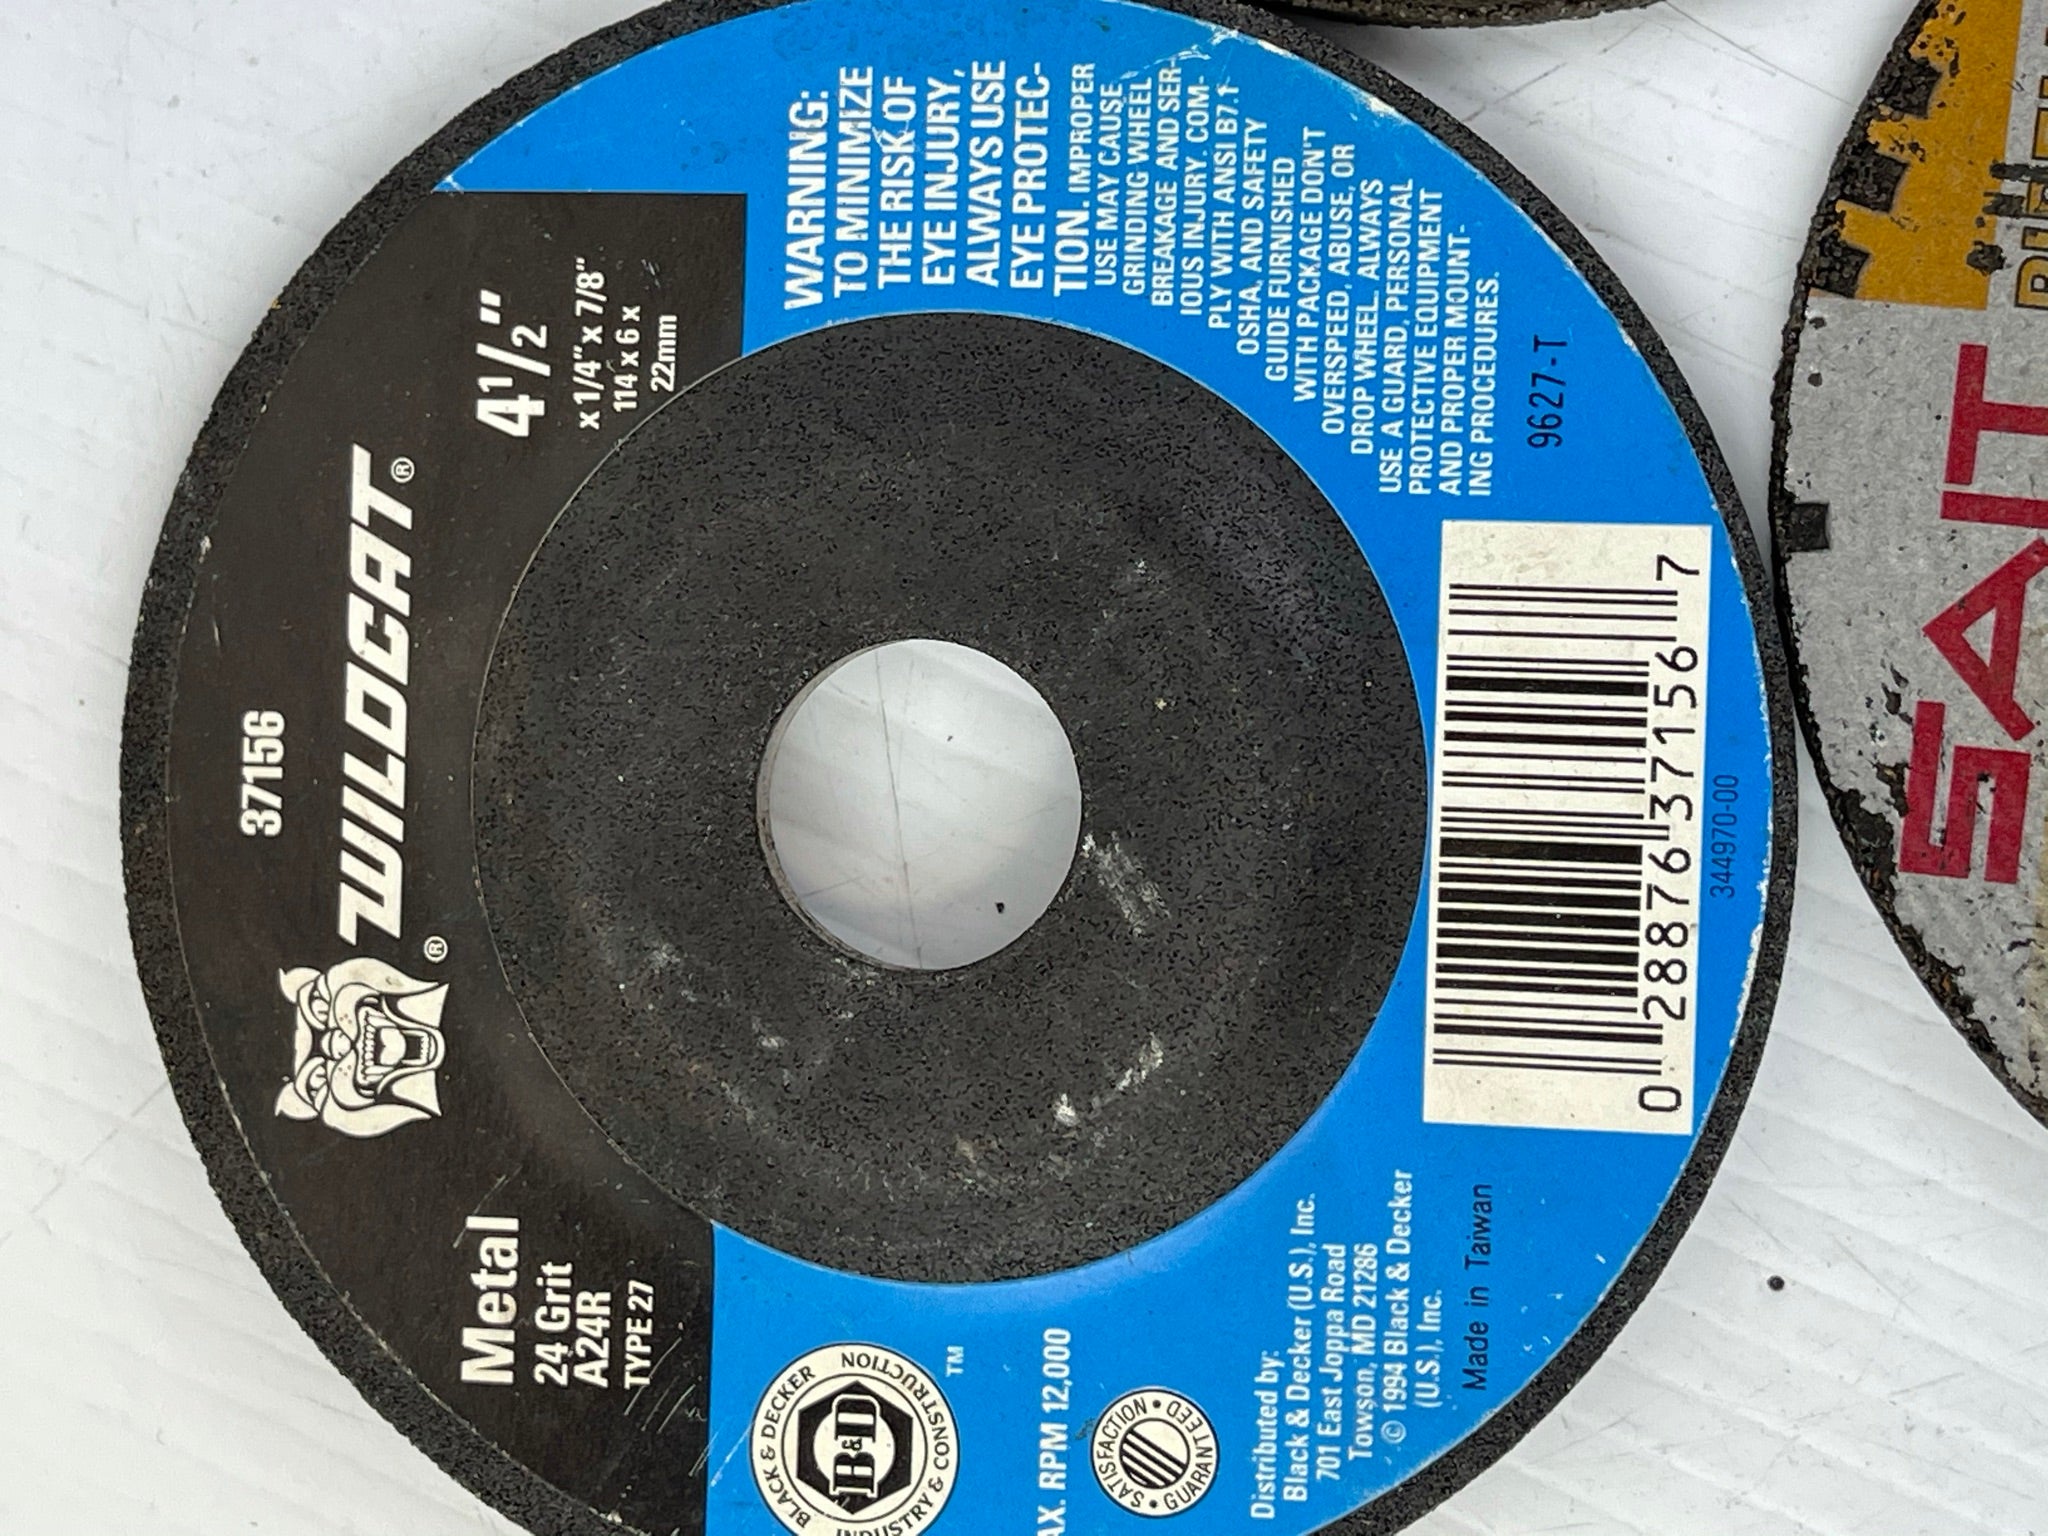 37156
WILDCAT®
®
Metal
24 Grit
A24R
TYPE 27
4 1/2"
x 1/4" x 7/8"
114 x 6 x
22mm
BLACK & DECKER
INDUSTRY & CONSTRUCTION
B&D
TM
RPM 12,000
SATISFACTION • GUARANTEED •
Distributed by:
Black & Decker (U.S.), Inc.
701 East Joppa Road
Towson, MD 21286
© 1994 Black & Decker
(U.S.), Inc.
Made in Taiwan
0 28876 37156 7
344970-00
WARNING:
TO MINIMIZE
THE RISK OF
EYE INJURY,
ALWAYS USE
EYE PROTEC-
TION. IMPROPER
USE MAY CAUSE
GRINDING WHEEL
BREAKAGE AND SER-
IOUS INJURY. COM-
PLY WITH ANSI B7.1
OSHA, AND SAFETY
GUIDE FURNISHED
WITH PACKAGE DON'T
OVERSPEED, ABUSE, OR
DROP WHEEL. ALWAYS
USE A GUARD, PERSONAL
PROTECTIVE EQUIPMENT
AND PROPER MOUNT-
ING PROCEDURES.
9627-T
SAIT